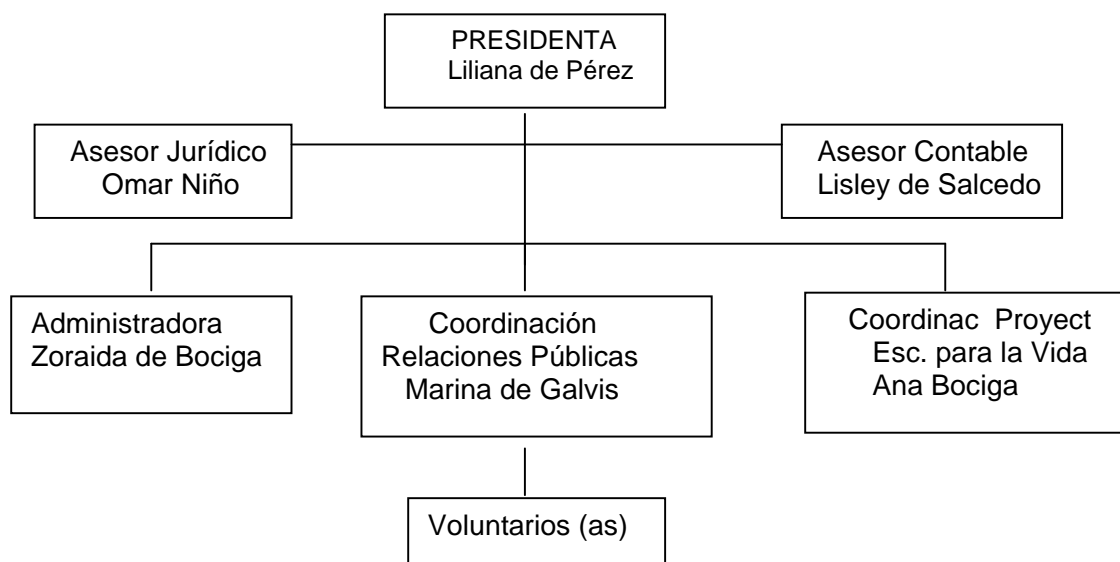 PRESIDENTA
Liliana de Pérez
Asesor Jurídico
Omar Niño
Asesor Contable
Lisley de Salcedo
Administradora
Zoraida de Bociga
Coordinación
Relaciones Públicas
Marina de Galvis
Coordinac Proyect
Esc. para la Vida
Ana Bociga
Voluntarios (as)